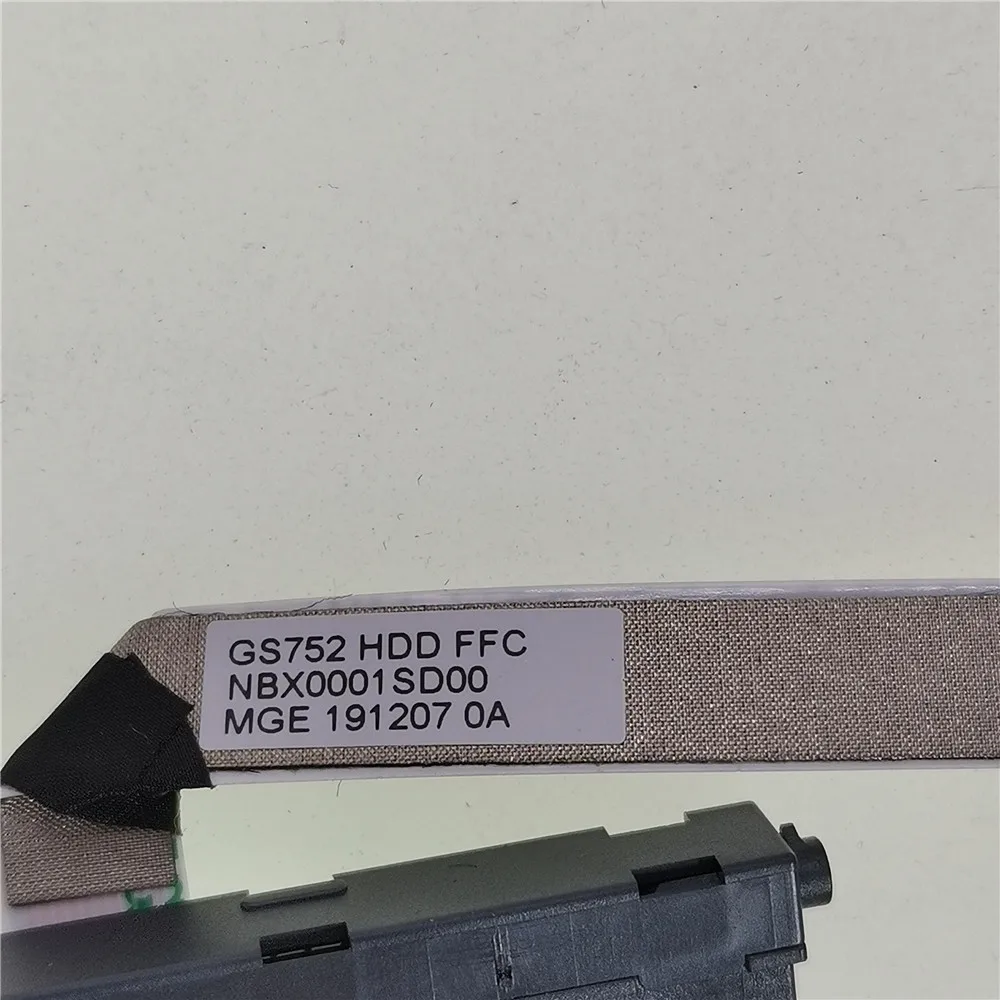 GS752 HDD FFC
NBX0001SD00
MGE 191207 0A